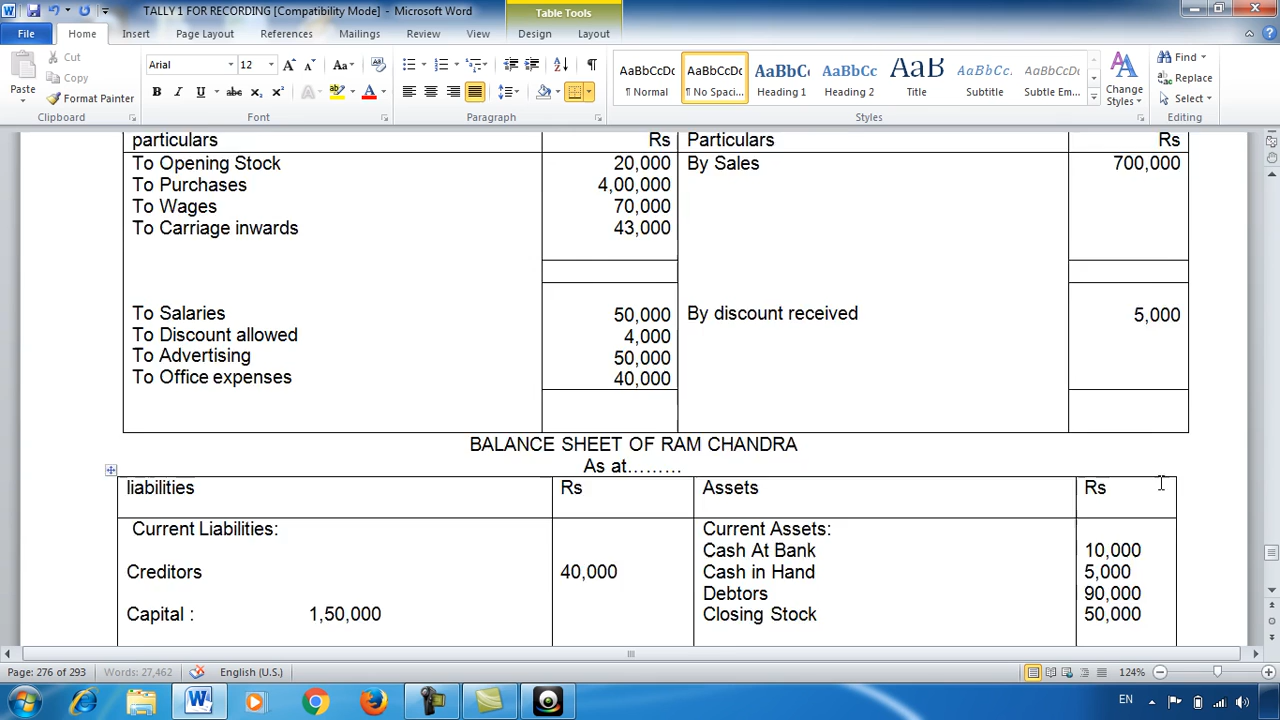 TALLY 1 FOR RECORDING [Compatibility Mode] - Microsoft Word
Table Tools
File Home Insert Page Layout References Mailings Review View Design Layout
Paste
Cut
Copy
Format Painter
Clipboard
Arial 12
Font
Paragraph
AaBbCcDc AaBbCcDc AaBbCc AaBbCc AaB AaBbCcDc AaBbCcDc
¶ Normal ¶ No Spaci... Heading 1 Heading 2 Title Subtitle Subtle Em...
Styles
Change Styles
Find
Replace
Select
Editing
particulars Rs Particulars Rs
To Opening Stock 20,000 By Sales 700,000
To Purchases 4,00,000
To Wages 70,000
To Carriage inwards 43,000
To Salaries 50,000 By discount received 5,000
To Discount allowed 4,000
To Advertising 50,000
To Office expenses 40,000
BALANCE SHEET OF RAM CHANDRA
As at………
liabilities Rs Assets Rs
Current Liabilities: Current Assets:
Cash At Bank 10,000
Creditors 40,000 Cash in Hand 5,000
Debtors 90,000
Capital : 1,50,000 Closing Stock 50,000
Page: 276 of 293 Words: 27,462 English (U.S.) 124%
EN 6:48 AM